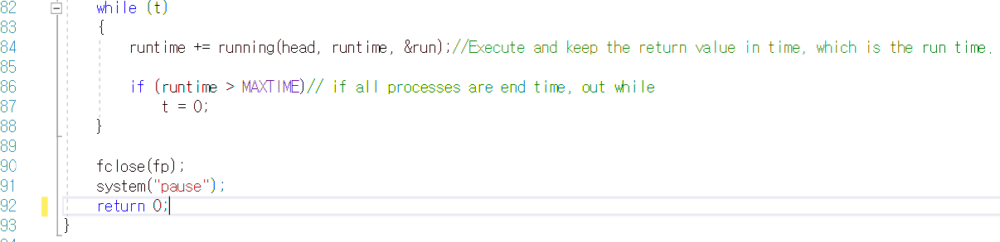 82 while (t)
83 {
84 runtime += running(head, runtime, &run);//Execute and keep the return value in time, which is the run time.
85
86 if (runtime > MAXTIME)// if all processes are end time, out while
87 t = 0;
88 }
89
90 fclose(fp);
91 system("pause");
92 return 0;
93 }